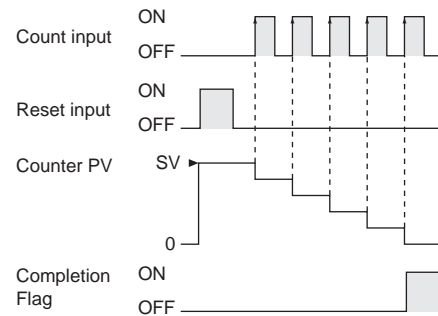 Count input
ON
OFF
Reset input
ON
OFF
Counter PV
SV
0
Completion
Flag
ON
OFF